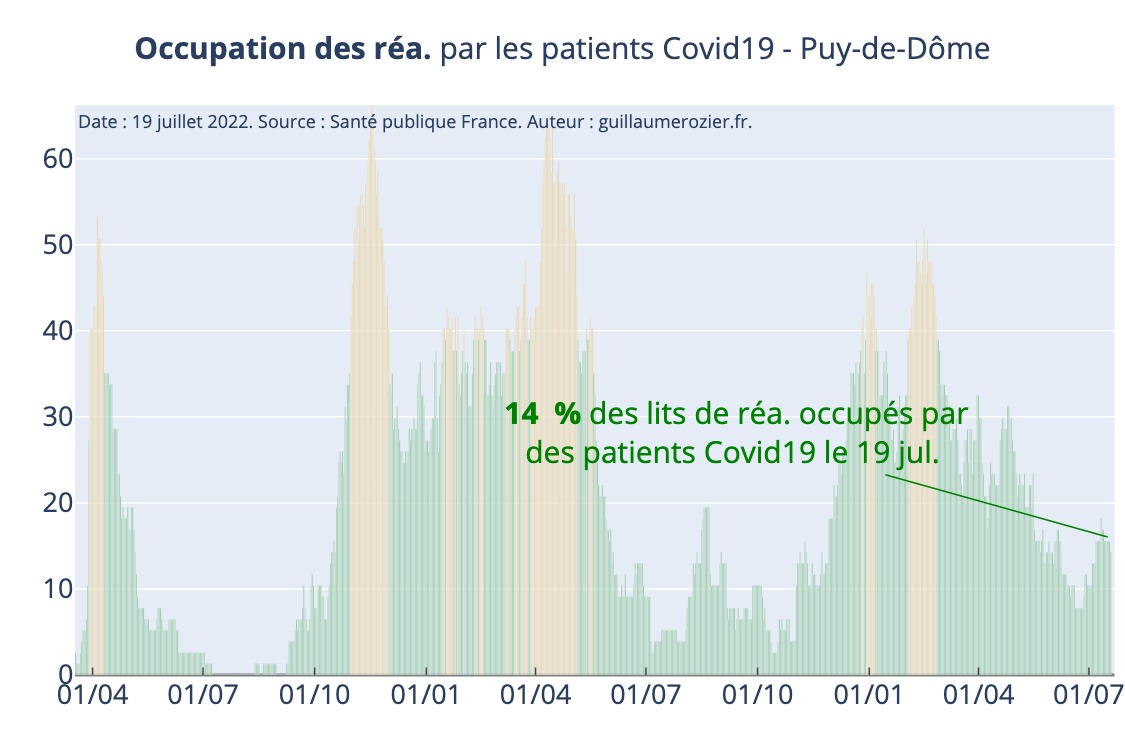 Occupation des réa. par les patients Covid19 - Puy-de-Dôme
Date : 19 juillet 2022. Source : Santé publique France. Auteur : guillaumerozier.fr.
60
50
40
30
20
10
0
14 % des lits de réa. occupés par
des patients Covid19 le 19 jul.
01/04 01/07 01/10 01/01 01/04 01/07 01/10 01/01 01/04 01/07